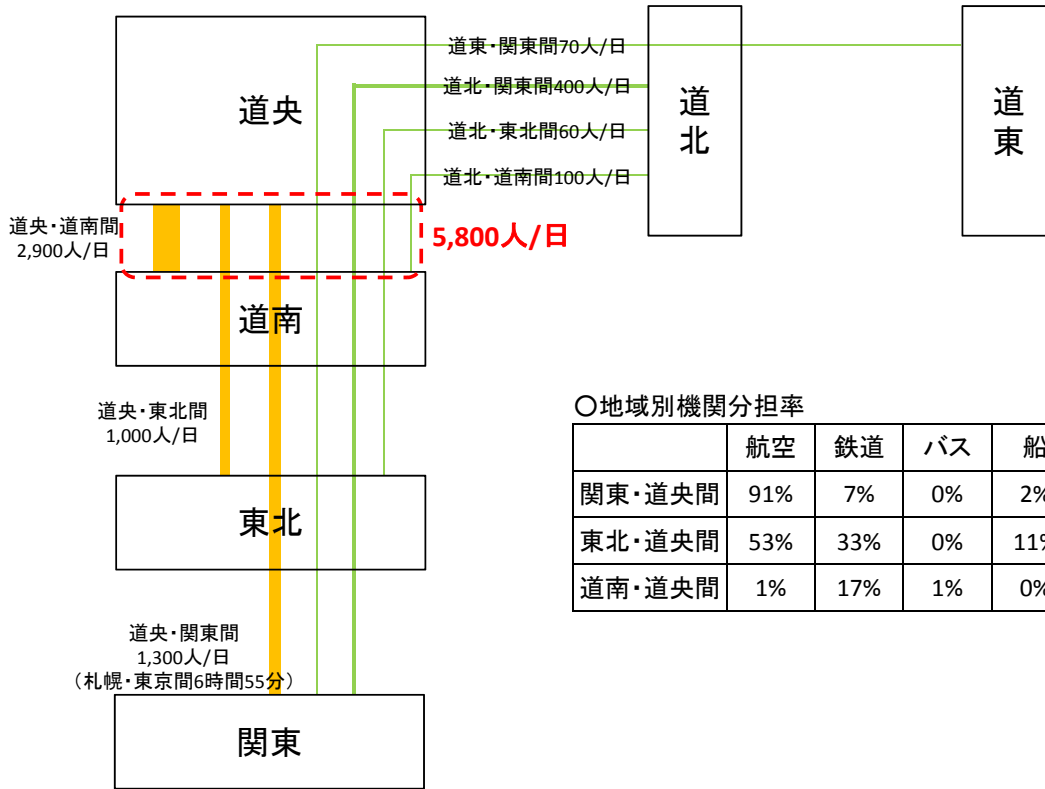 道央
道東・関東間70人/日
道北・関東間400人/日
道北・東北間60人/日
道北・道南間100人/日
道北
道東
道央・道南間
2,900人/日
5,800人/日
道南
道央・東北間
1,000人/日
東北
道央・関東間
1,300人/日
（札幌・東京間6時間55分）
関東
○地域別機関分担率
航空 鉄道 バス 船
関東・道央間 91% 7% 0% 2%
東北・道央間 53% 33% 0% 11%
道南・道央間 1% 17% 1% 0%